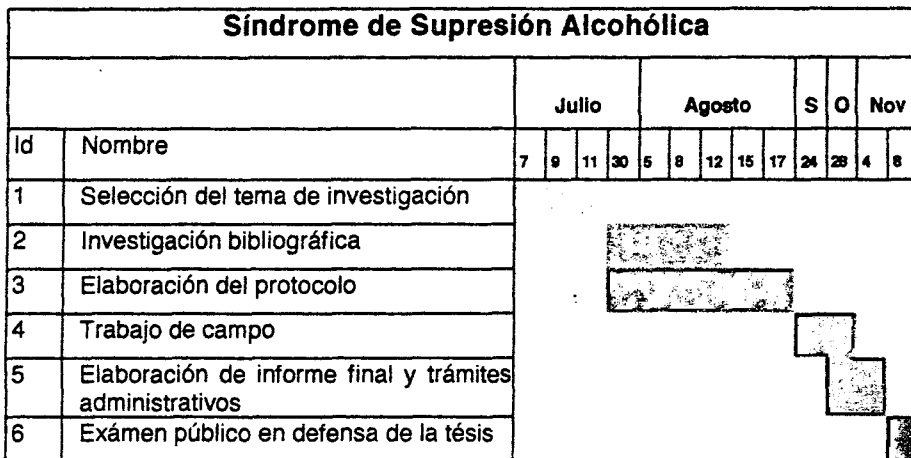 Síndrome de Supresión Alcohólica
Julio Agosto S O Nov
Id Nombre 7 9 11 30 5 8 12 15 17 24 28 4 8
1 Selección del tema de investigación
2 Investigación bibliográfica
3 Elaboración del protocolo
4 Trabajo de campo
5 Elaboración de informe final y trámites
administrativos
6 Exámen público en defensa de la tésis